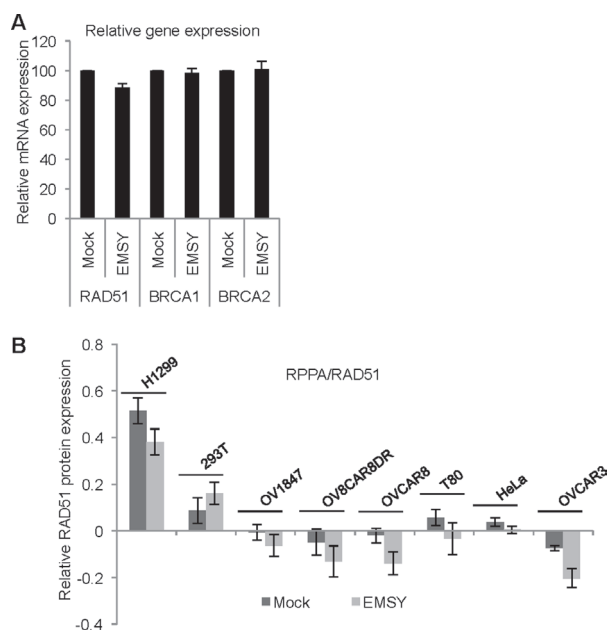 A
Relative gene expression
Relative mRNA expression
120
100
80
60
40
20
0
Mock
EMSY
Mock
EMSY
Mock
EMSY
RAD51
BRCA1
BRCA2
B
RPPA/RAD51
Relative RAD51 protein expression
0.8
0.6
0.4
0.2
0
-0.2
-0.4
H1299
293T
OV1847
OV8CAR8DR
OVCAR8
T80
HeLa
OVCAR3
Mock
EMSY